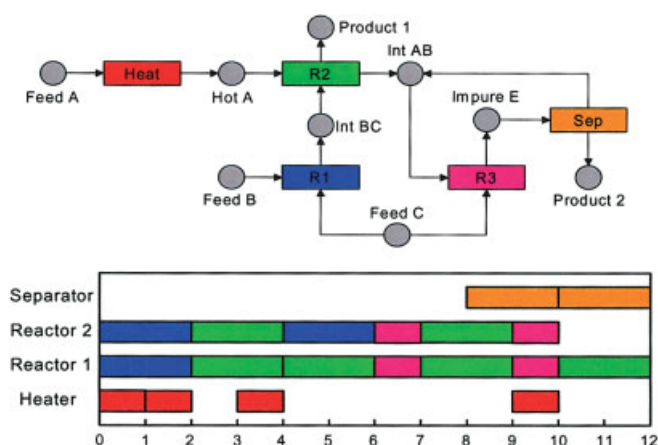 Product 1
Int AB
Heat
R2
Feed A
Hot A
Impure E
Int BC
Sep
R1
R3
Feed B
Feed C
Product 2
Separator
Reactor 2
Reactor 1
Heater
0 1 2 3 4 5 6 7 8 9 10 11 12